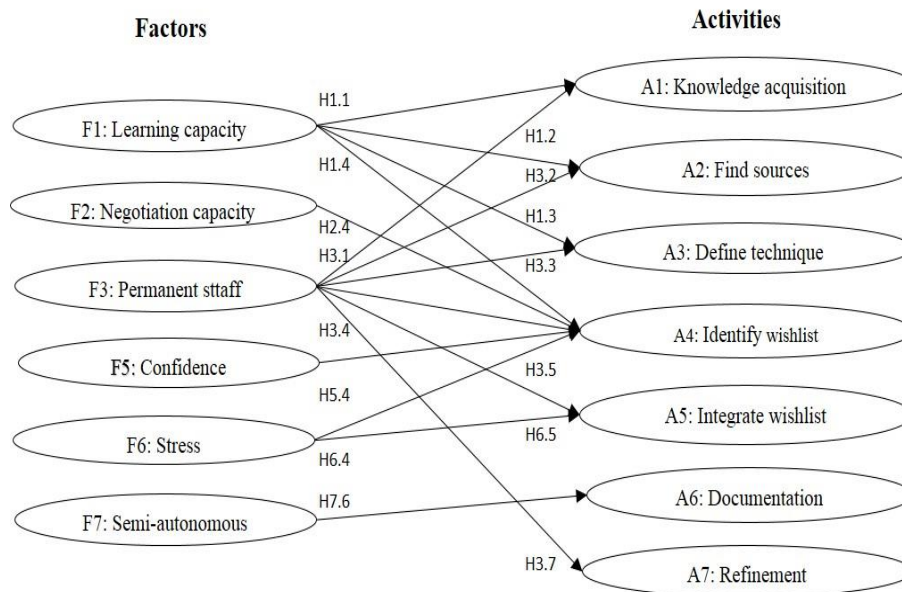 Factors
Activities
F1: Learning capacity
F2: Negotiation capacity
F3: Permanent sttaff
F5: Confidence
F6: Stress
F7: Semi-autonomous
H1.1
H1.2
H1.4
H3.2
H1.3
H2.4
H3.1
H3.3
H3.4
H3.5
H5.4
H6.5
H6.4
H7.6
H3.7
A1: Knowledge acquisition
A2: Find sources
A3: Define technique
A4: Identify wishlist
A5: Integrate wishlist
A6: Documentation
A7: Refinement